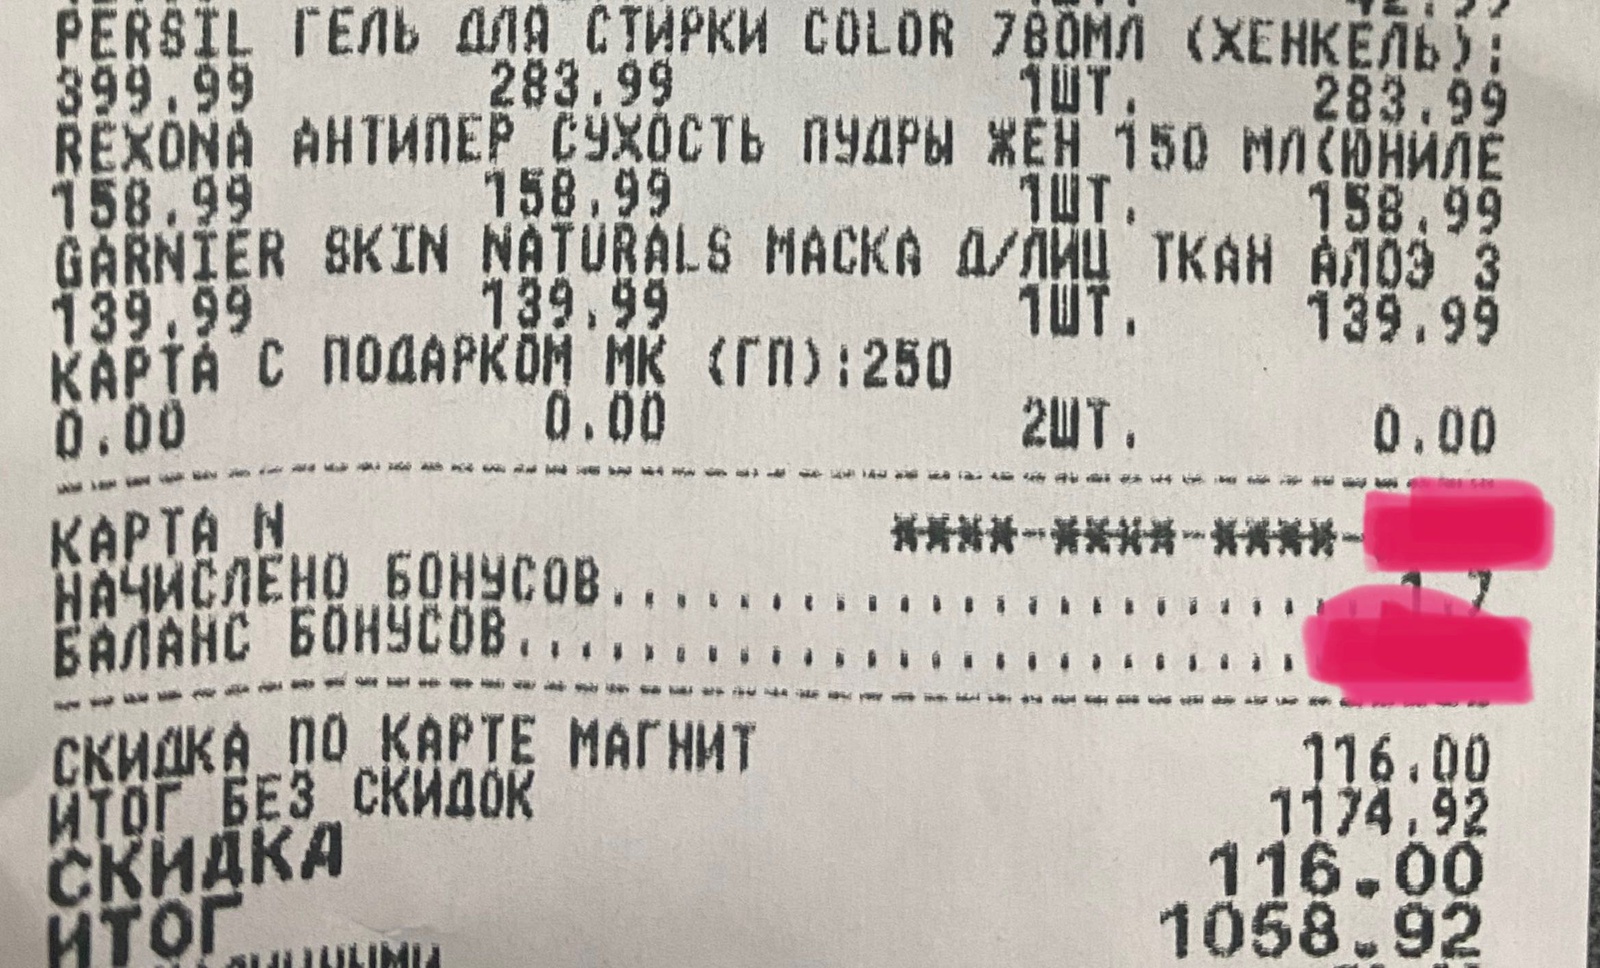 PERSIL ГЕЛЬ ДЛЯ СТИРКИ COLOR 780МЛ (ХЕНКЕЛЬ):
399.99 283.99 1ШТ. 283.99
REXONA АНТИПЕР СУХОСТЬ ПУДРЫ ЖЕН 150 МЛ(ЮНИЛЕ
158.99 158.99 1ШТ. 158.99
GARNIER SKIN NATURALS МАСКА Д/ЛИЦ ТКАН АЛОЭ 3
139.99 139.99 1ШТ. 139.99
КАРТА С ПОДАРКОМ МК (ГП):250
0.00 0.00 2ШТ. 0.00
КАРТА N ****-****-****-
НАЧИСЛЕНО БОНУСОВ......................
БАЛАНС БОНУСОВ.........................
СКИДКА ПО КАРТЕ МАГНИТ 116.00
ИТОГ БЕЗ СКИДОК 1174.92
СКИДКА 116.00
ИТОГ 1058.92